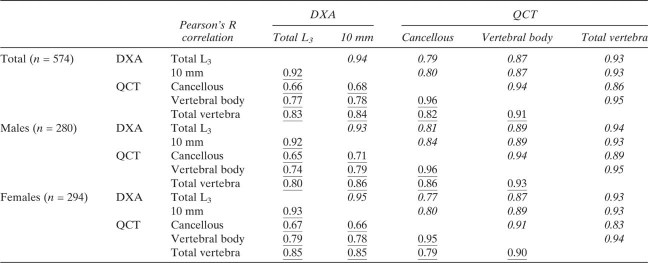 DXA QCT
Pearson's R correlation Total L3 10 mm Cancellous Vertebral body Total vertebra
Total (n = 574) DXA Total L3 0.94 0.79 0.87 0.93
10 mm 0.92 0.80 0.87 0.93
QCT Cancellous 0.66 0.68 0.94 0.86
Vertebral body 0.77 0.78 0.96 0.95
Total vertebra 0.83 0.84 0.82 0.91
Males (n = 280) DXA Total L3 0.93 0.81 0.89 0.94
10 mm 0.92 0.84 0.89 0.93
QCT Cancellous 0.65 0.71 0.94 0.89
Vertebral body 0.74 0.79 0.96 0.95
Total vertebra 0.80 0.86 0.86 0.93
Females (n = 294) DXA Total L3 0.95 0.77 0.87 0.93
10 mm 0.93 0.80 0.89 0.93
QCT Cancellous 0.67 0.66 0.91 0.83
Vertebral body 0.79 0.78 0.95 0.94
Total vertebra 0.85 0.85 0.79 0.90